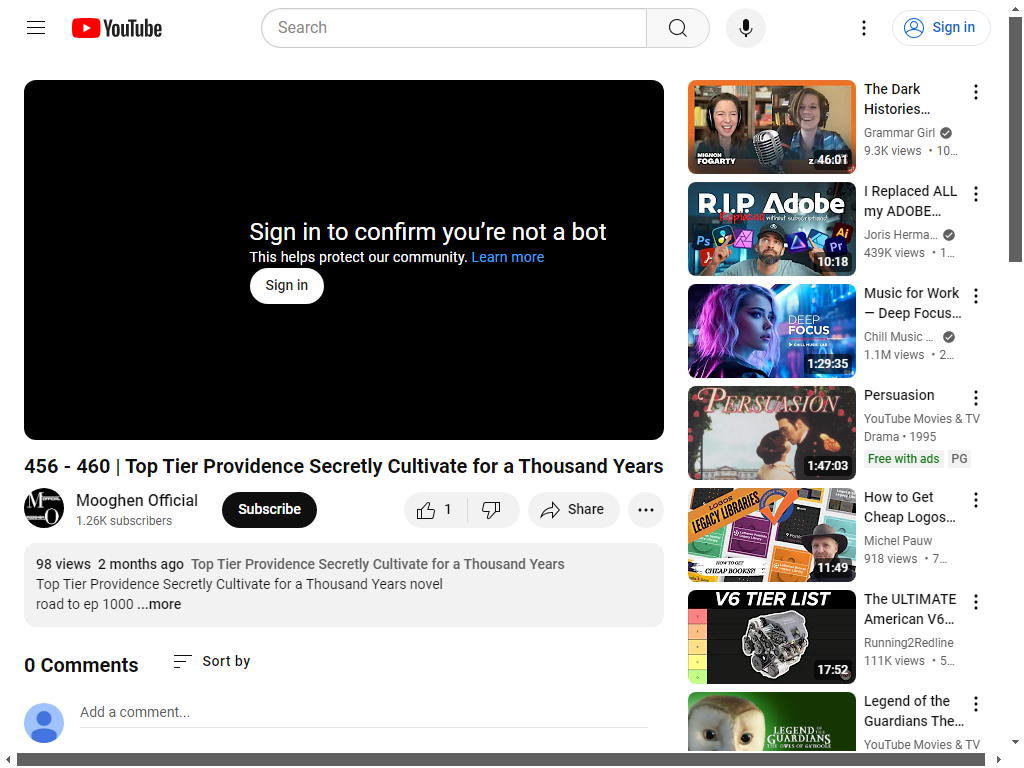 YouTube
Search
Sign in
Sign in to confirm you're not a bot
This helps protect our community. Learn more
Sign in
456 - 460 | Top Tier Providence Secretly Cultivate for a Thousand Years
Mooghen Official
1.26K subscribers
Subscribe
1
Share
98 views 2 months ago Top Tier Providence Secretly Cultivate for a Thousand Years
Top Tier Providence Secretly Cultivate for a Thousand Years novel
road to ep 1000 ...more
0 Comments
Sort by
Add a comment...
MIGNON
FOGARTY
46:01
The Dark
Histories...
Grammar Girl
9.3K views • 10...
R.I.P. Adobe
Replaced without subscriptions!
Ps
Ai
Pr
10:18
I Replaced ALL
my ADOBE...
Joris Herma...
439K views • 1...
DEEP
FOCUS
CHILL MUSIC LAB
1:29:35
Music for Work
— Deep Focus...
Chill Music ...
1.1M views • 2...
PERSUASION
1:47:03
Persuasion
YouTube Movies & TV
Drama • 1995
Free with ads PG
LOGOS
LEGACY LIBRARIES
HOW TO GET
CHEAP BOOKS!?
11:49
How to Get
Cheap Logos...
Michel Pauw
918 views • 7...
V6 TIER LIST
17:52
The ULTIMATE
American V6...
Running2Redline
111K views • 5...
LEGEND OF THE
GUARDIANS
THE OWLS OF GA'HOOLE
Legend of the
Guardians The...
YouTube Movies & TV